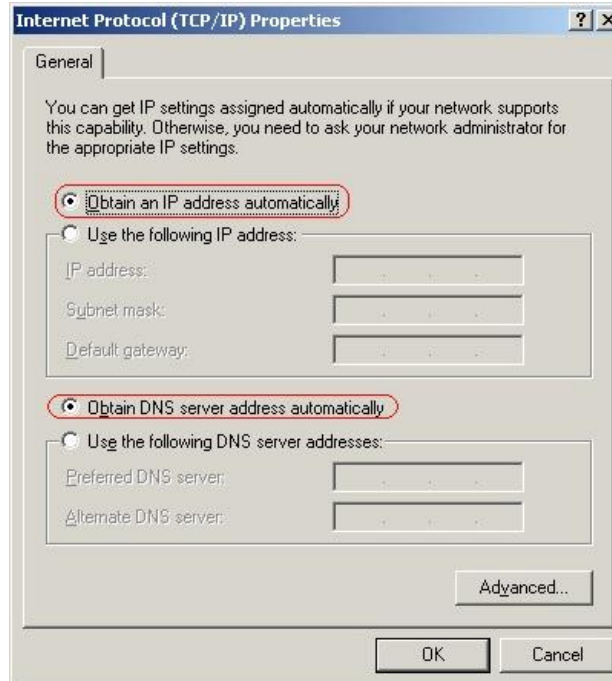 Internet Protocol (TCP/IP) Properties
General
You can get IP settings assigned automatically if your network supports
this capability. Otherwise, you need to ask your network administrator for
the appropriate IP settings.
Obtain an IP address automatically
Use the following IP address:
IP address:
Subnet mask:
Default gateway:
Obtain DNS server address automatically
Use the following DNS server addresses:
Preferred DNS server:
Alternate DNS server:
Advanced...
OK
Cancel